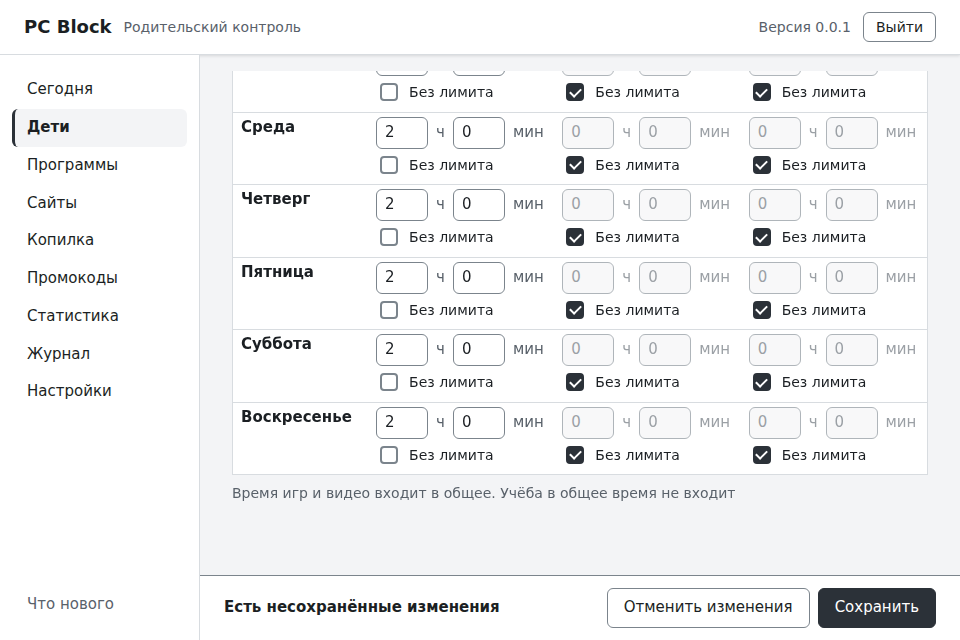 PC Block Родительский контроль Версия 0.0.1 Выйти
Сегодня
Дети
Программы
Сайты
Копилка
Промокоды
Статистика
Журнал
Настройки
Что нового
Без лимита Без лимита Без лимита
Среда 2 ч 0 мин 0 ч 0 мин 0 ч 0 мин
Без лимита Без лимита Без лимита
Четверг 2 ч 0 мин 0 ч 0 мин 0 ч 0 мин
Без лимита Без лимита Без лимита
Пятница 2 ч 0 мин 0 ч 0 мин 0 ч 0 мин
Без лимита Без лимита Без лимита
Суббота 2 ч 0 мин 0 ч 0 мин 0 ч 0 мин
Без лимита Без лимита Без лимита
Воскресенье 2 ч 0 мин 0 ч 0 мин 0 ч 0 мин
Без лимита Без лимита Без лимита
Время игр и видео входит в общее. Учёба в общее время не входит
Есть несохранённые изменения Отменить изменения Сохранить